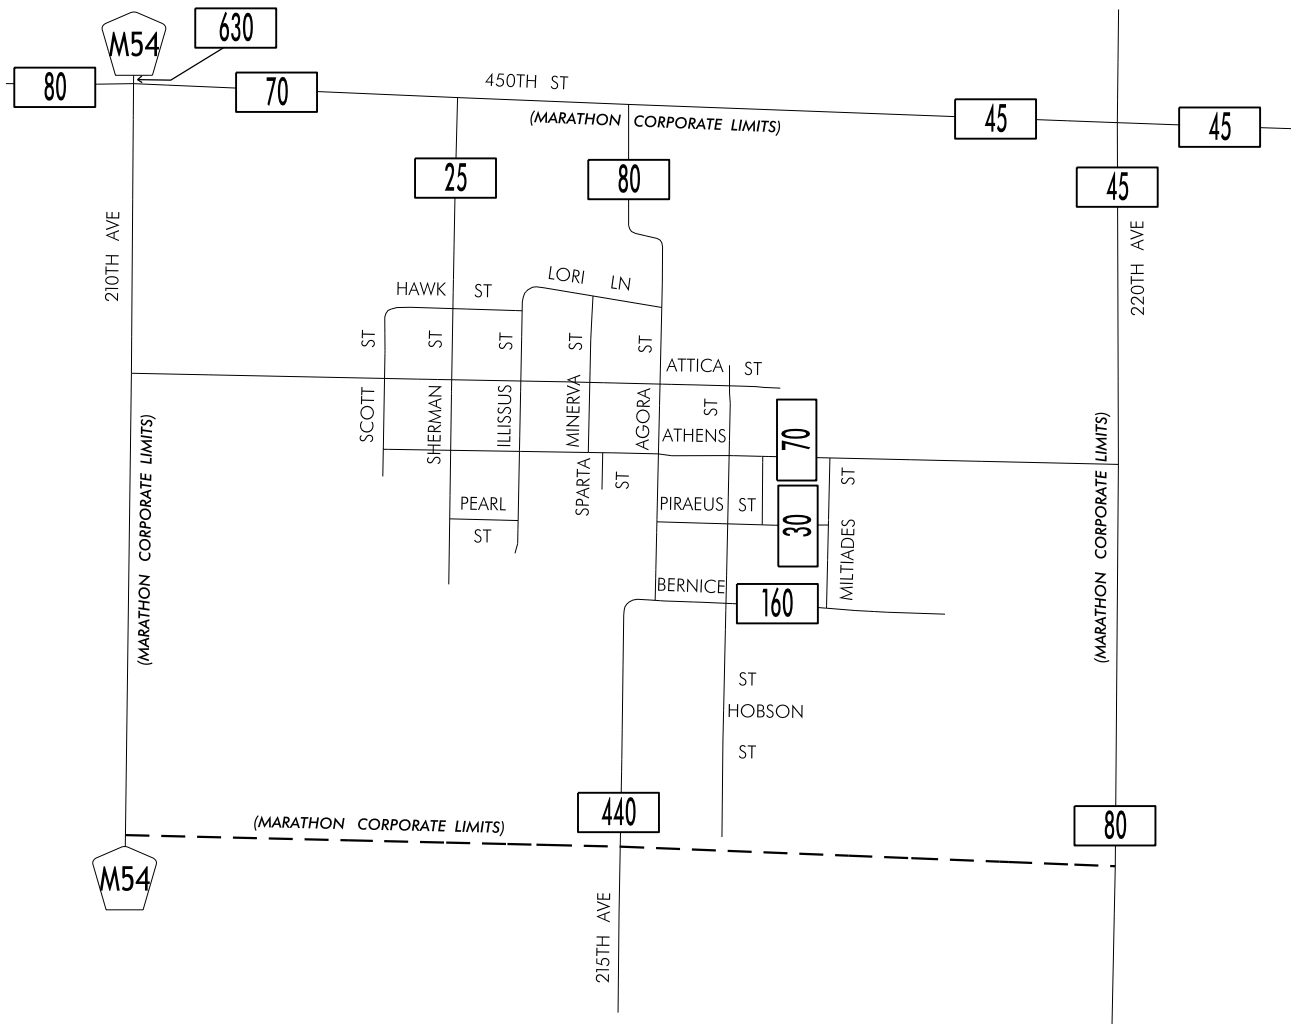 M54
630
80
70
450TH ST
(MARATHON CORPORATE LIMITS)
45
45
25
80
45
210TH AVE
220TH AVE
LORI LN
HAWK ST
SCOTT ST
SHERMAN ST
ILLISSUS ST
MINERVA ST
AGORA ST
ATTICA ST
ST
ATHENS
70
(MARATHON CORPORATE LIMITS)
(MARATHON CORPORATE LIMITS)
SPARTA ST
PEARL ST
PIRAEUS ST
30
MILTIADES ST
BERNICE
160
ST
HOBSON
ST
440
80
(MARATHON CORPORATE LIMITS)
M54
215TH AVE